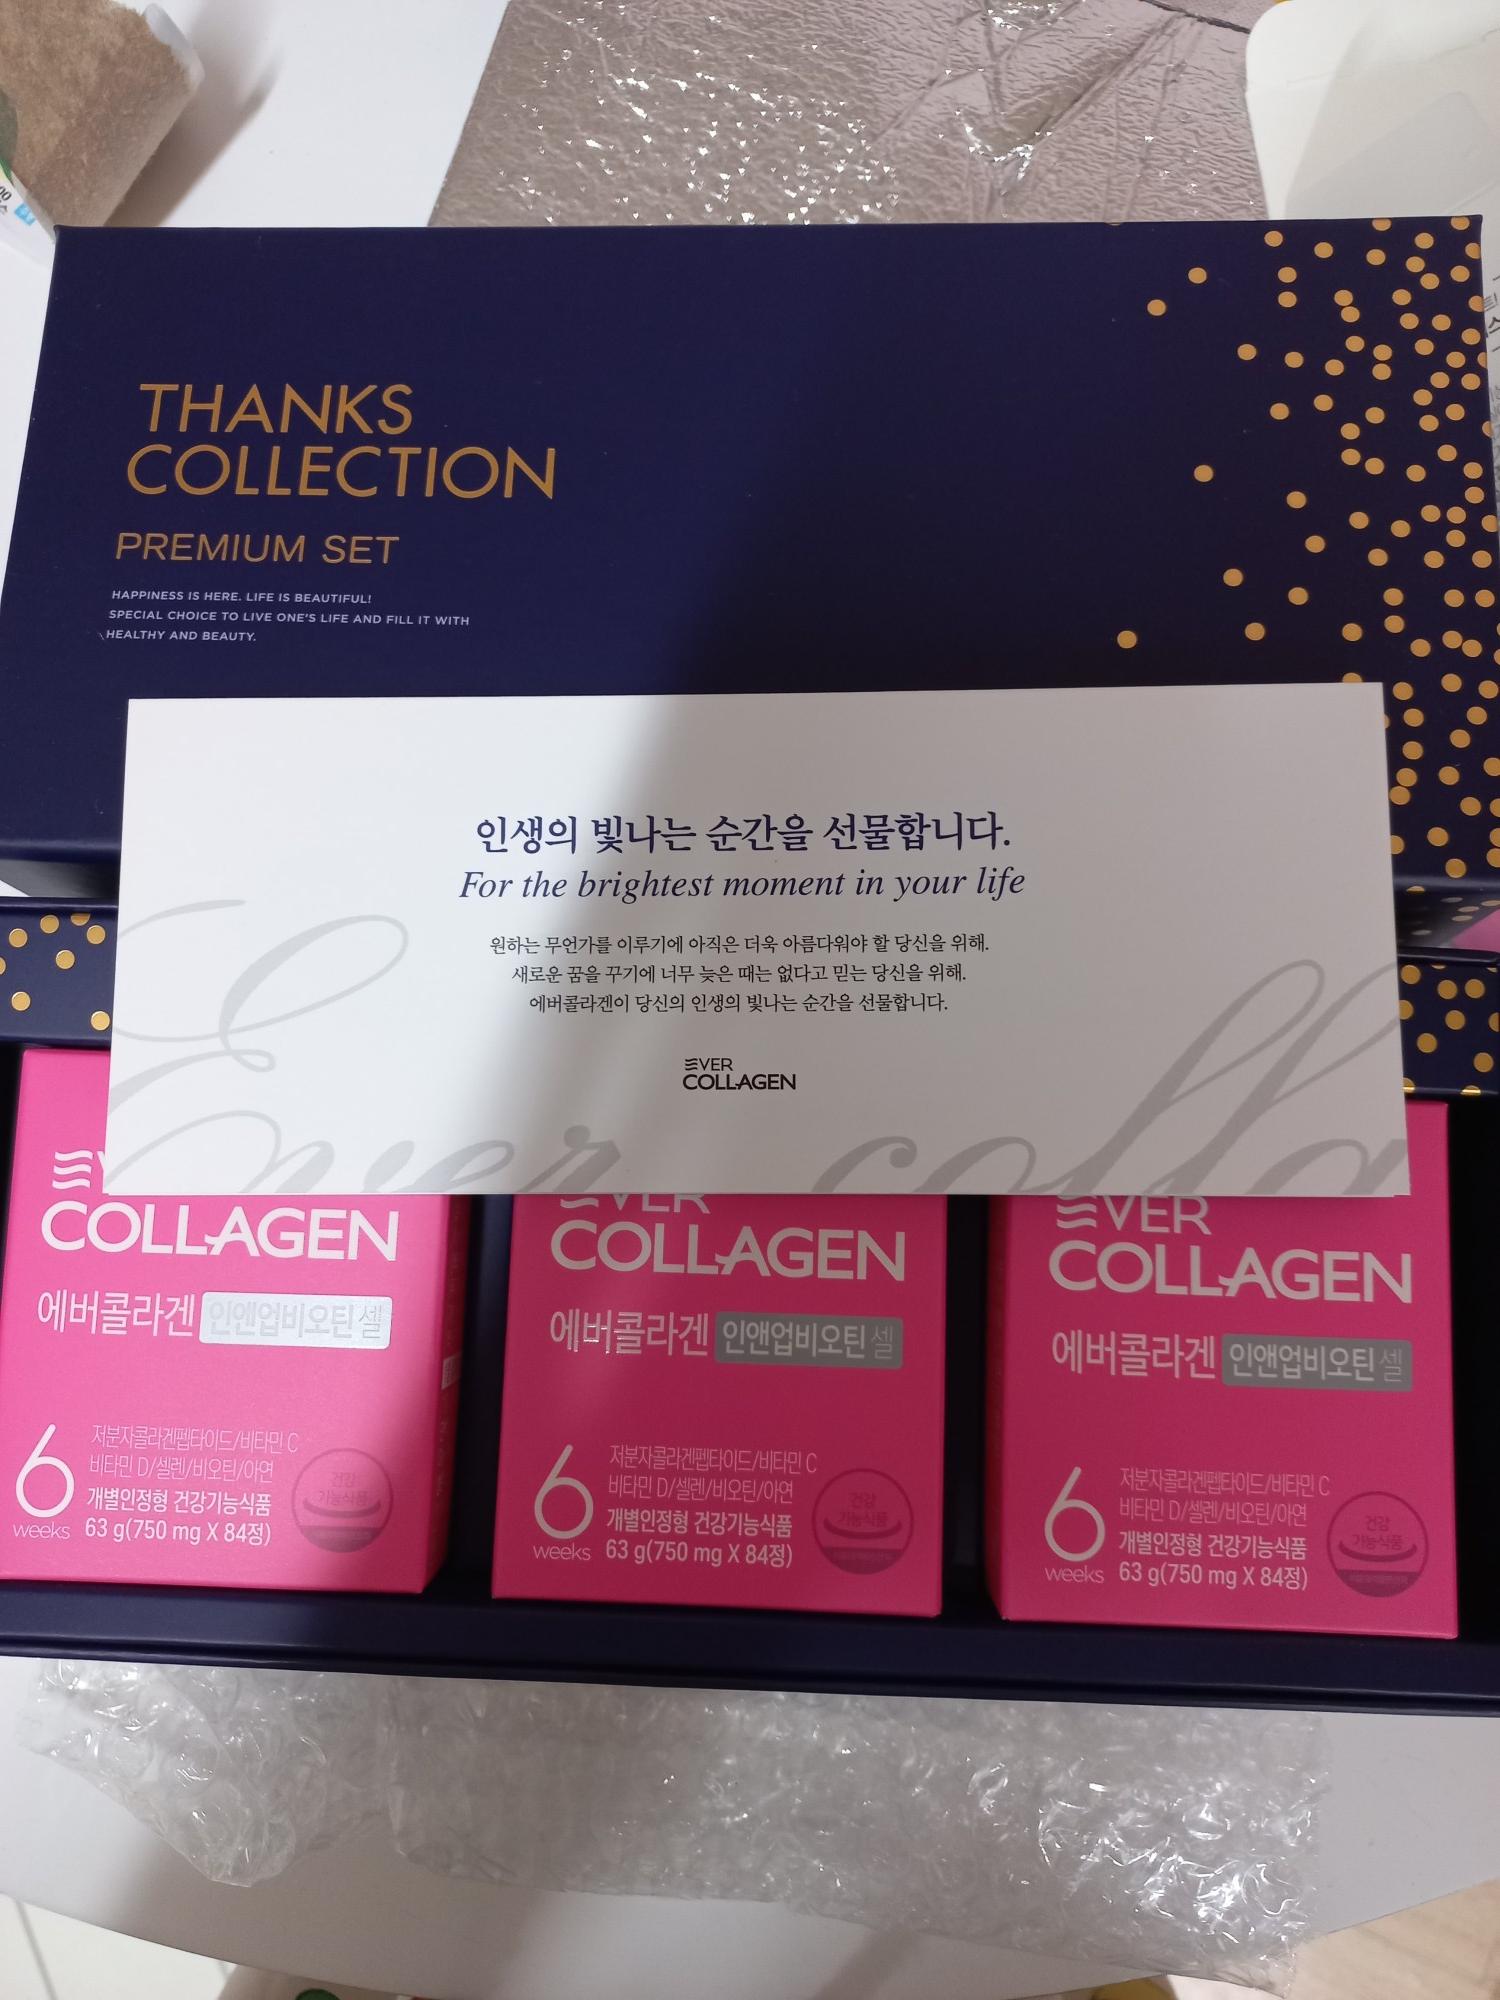 THANKS
COLLECTION
PREMIUM SET
HAPPINESS IS HERE. LIFE IS BEAUTIFUL!
SPECIAL CHOICE TO LIVE ONE'S LIFE AND FILL IT WITH
HEALTHY AND BEAUTY.
인생의 빛나는 순간을 선물합니다.
For the brightest moment in your life
원하는 무언가를 이루기에 아직은 더욱 아름다워야 할 당신을 위해.
새로운 꿈을 꾸기에 너무 늦은 때는 없다고 믿는 당신을 위해.
에버콜라겐이 당신의 인생의 빛나는 순간을 선물합니다.
EVER
COLLAGEN
Ever colla
COLLAGEN
에버콜라겐 인앤업비오틴 셀
6
weeks
저분자콜라겐펩타이드/비타민 C
비타민 D/셀렌/비오틴/아연
개별인정형 건강기능식품
63 g(750 mg X 84정)
건강
기능식품
EVER
COLLAGEN
에버콜라겐 인앤업비오틴 셀
6
weeks
저분자콜라겐펩타이드/비타민 C
비타민 D/셀렌/비오틴/아연
개별인정형 건강기능식품
63 g(750 mg X 84정)
건강
기능식품
EVER
COLLAGEN
에버콜라겐 인앤업비오틴 셀
6
weeks
저분자콜라겐펩타이드/비타민 C
비타민 D/셀렌/비오틴/아연
개별인정형 건강기능식품
63 g(750 mg X 84정)
건강
기능식품